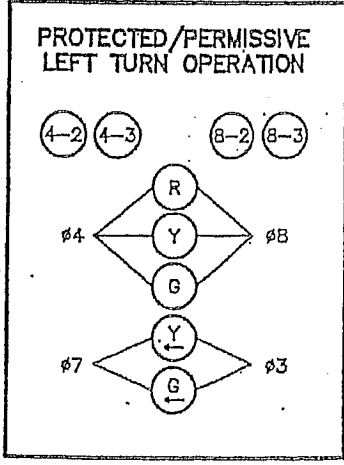 PROTECTED/PERMISSIVE
LEFT TURN OPERATION
4-2 4-3 8-2 8-3
R
ø4 Y ø8
G
Y
ø7 ø3
G